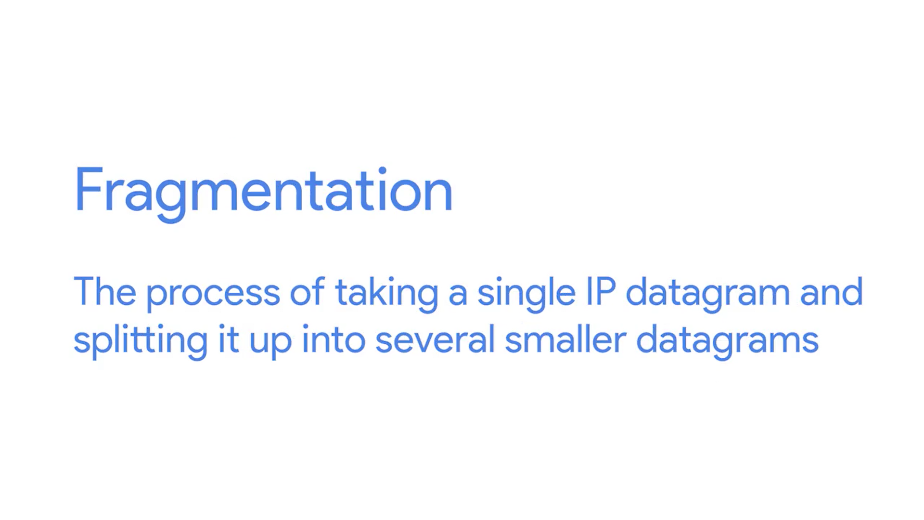 Fragmentation
The process of taking a single IP datagram and
splitting it up into several smaller datagrams